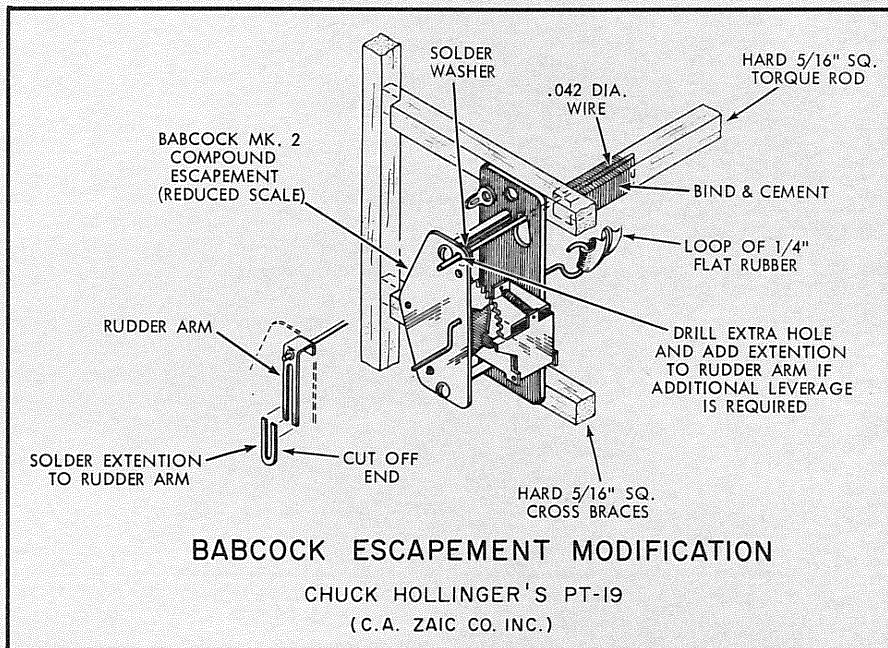 SOLDER
WASHER
HARD 5/16" SQ.
TORQUE ROD
.042 DIA.
WIRE
BABCOCK MK. 2
COMPOUND
ESCAPEMENT
(REDUCED SCALE)
BIND & CEMENT
LOOP OF 1/4"
FLAT RUBBER
RUDDER ARM
DRILL EXTRA HOLE
AND ADD EXTENTION
TO RUDDER ARM IF
ADDITIONAL LEVERAGE
IS REQUIRED
SOLDER EXTENTION
TO RUDDER ARM
CUT OFF
END
HARD 5/16" SQ.
CROSS BRACES
BABCOCK ESCAPEMENT MODIFICATION
CHUCK HOLLINGER'S PT-19
(C.A. ZAIC CO. INC.)